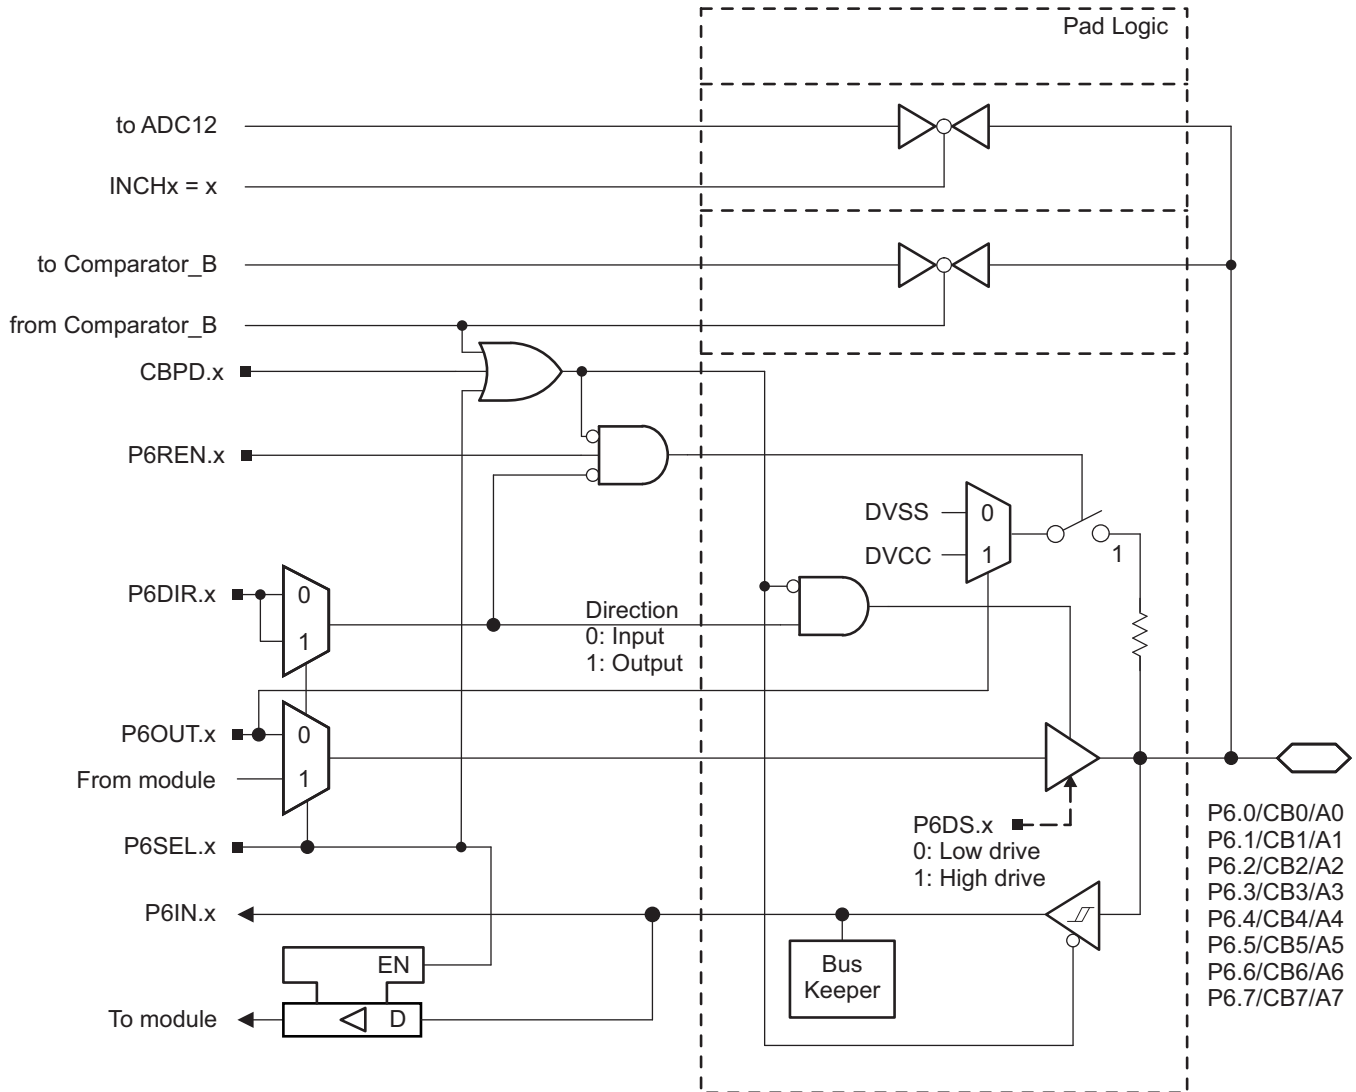 Pad Logic
to ADC12
INCHx = x
to Comparator_B
from Comparator_B
CBPD.x
P6REN.x
DVSS
0
DVCC
1
1
P6DIR.x
0
1
Direction
0: Input
1: Output
P6OUT.x
0
From module
1
P6SEL.x
P6DS.x
0: Low drive
1: High drive
P6IN.x
Bus
Keeper
EN
To module
D
P6.0/CB0/A0
P6.1/CB1/A1
P6.2/CB2/A2
P6.3/CB3/A3
P6.4/CB4/A4
P6.5/CB5/A5
P6.6/CB6/A6
P6.7/CB7/A7